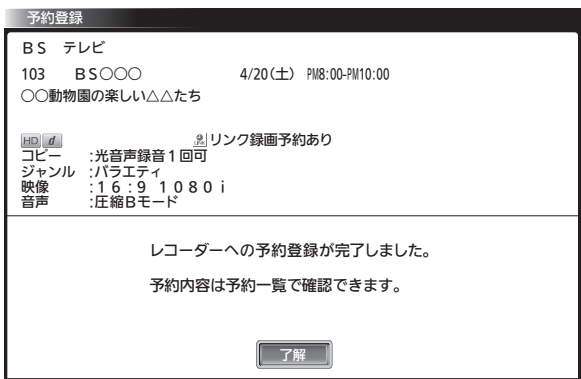 予約登録
BS テレビ
103 BS○○○ 4/20(土) PM8:00-PM10:00
○○動物園の楽しい△△たち
HD d リンク録画予約あり
コピー :光音声録音1回可
ジャンル :バラエティ
映像 :16:9 1080i
音声 :圧縮Bモード
レコーダーへの予約登録が完了しました。
予約内容は予約一覧で確認できます。
了解